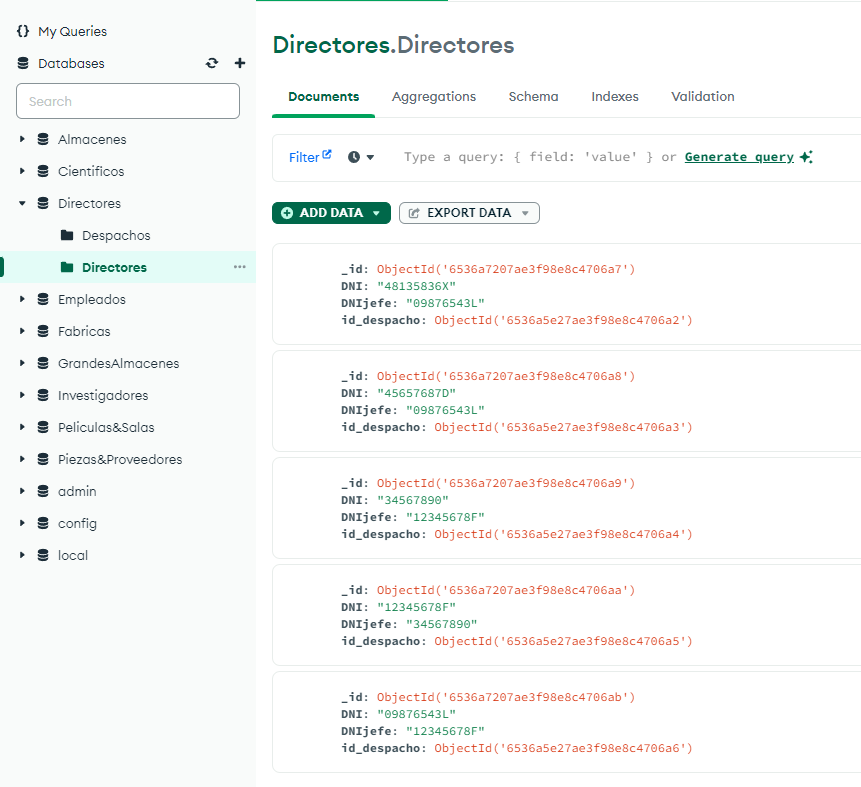 {} My Queries
Databases
Search
Almacenes
Cientificos
Directores
Despachos
Directores
Empleados
Fabricas
GrandesAlmacenes
Investigadores
Peliculas&Salas
Piezas&Proveedores
admin
config
local
Directores.Directores
Documents Aggregations Schema Indexes Validation
Filter Type a query: { field: 'value' } or Generate query
ADD DATA EXPORT DATA
_id: ObjectId('6536a7207ae3f98e8c4706a7')
DNI: "48135836X"
DNIjefe: "09876543L"
id_despacho: ObjectId('6536a5e27ae3f98e8c4706a2')
_id: ObjectId('6536a7207ae3f98e8c4706a8')
DNI: "45657687D"
DNIjefe: "09876543L"
id_despacho: ObjectId('6536a5e27ae3f98e8c4706a3')
_id: ObjectId('6536a7207ae3f98e8c4706a9')
DNI: "34567890"
DNIjefe: "12345678F"
id_despacho: ObjectId('6536a5e27ae3f98e8c4706a4')
_id: ObjectId('6536a7207ae3f98e8c4706aa')
DNI: "12345678F"
DNIjefe: "34567890"
id_despacho: ObjectId('6536a5e27ae3f98e8c4706a5')
_id: ObjectId('6536a7207ae3f98e8c4706ab')
DNI: "09876543L"
DNIjefe: "12345678F"
id_despacho: ObjectId('6536a5e27ae3f98e8c4706a6')